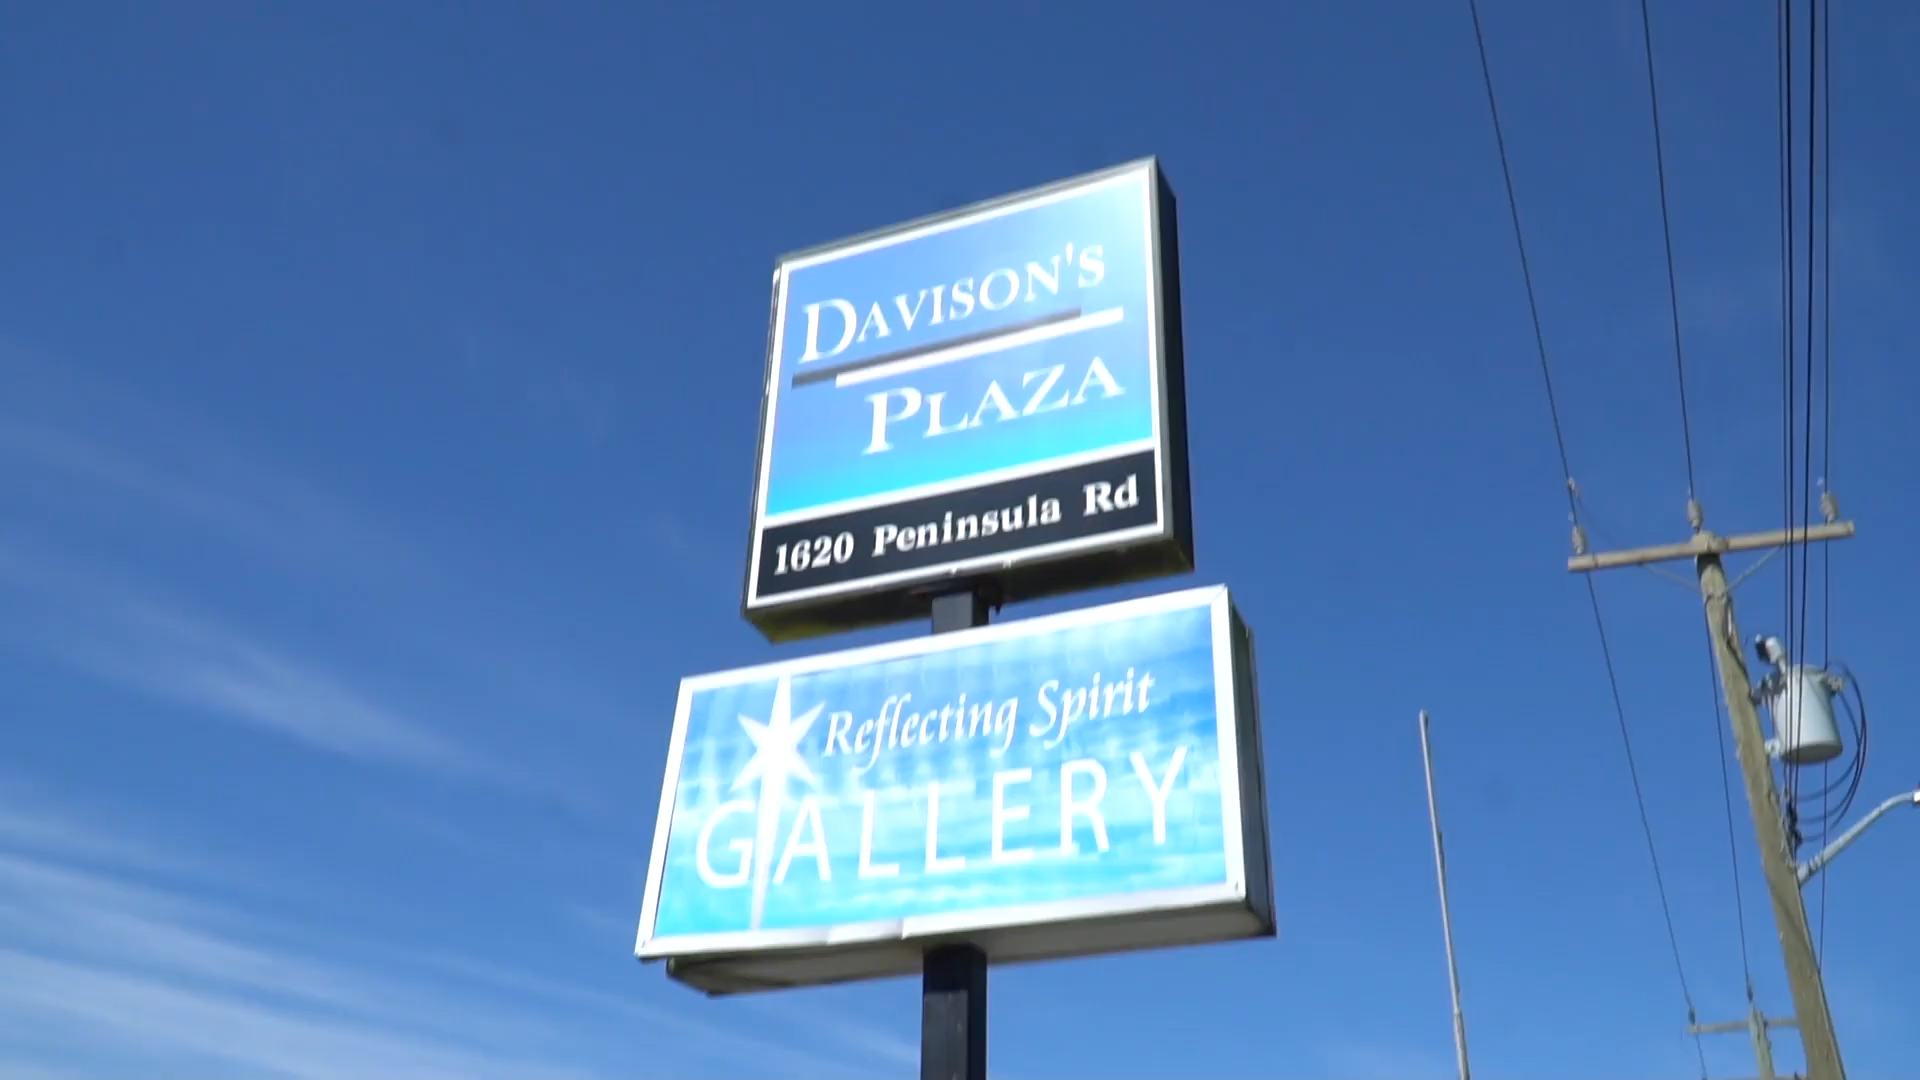 DAVISON'S
PLAZA
1620 Peninsula Rd
Reflecting Spirit
GALLERY